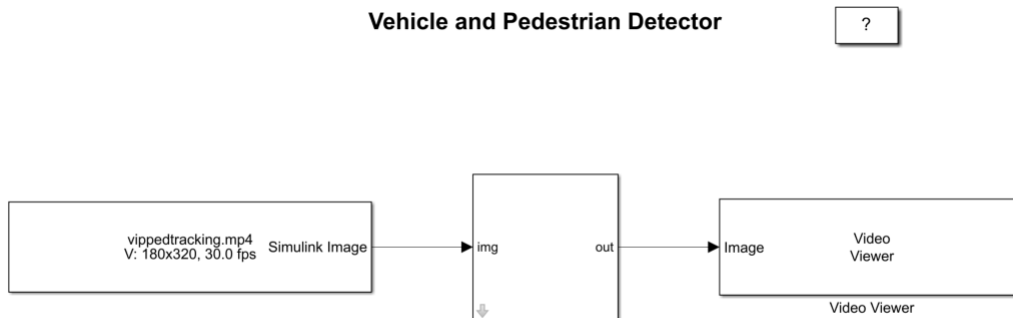 Vehicle and Pedestrian Detector
?
vippedtracking.mp4
V: 180x320, 30.0 fps
Simulink Image
img
out
Image
Video
Viewer
Video Viewer